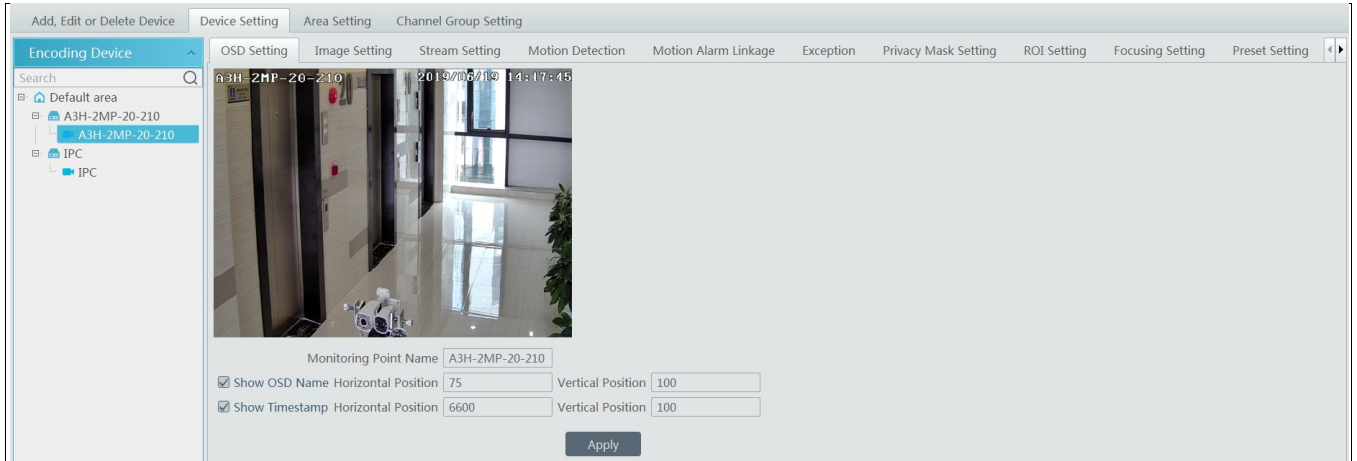 Add, Edit or Delete Device Device Setting Area Setting Channel Group Setting
Encoding Device OSD Setting Image Setting Stream Setting Motion Detection Motion Alarm Linkage Exception Privacy Mask Setting ROI Setting Focusing Setting Preset Setting
Search
A3H-2MP-20-210 2019/06/19 14:17:45
Default area
A3H-2MP-20-210
A3H-2MP-20-210
IPC
IPC
Monitoring Point Name A3H-2MP-20-210
Show OSD Name Horizontal Position 75 Vertical Position 100
Show Timestamp Horizontal Position 6600 Vertical Position 100
Apply